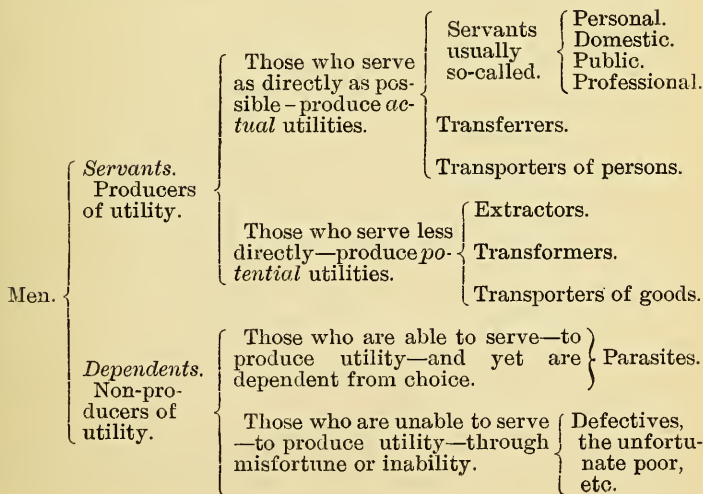 Men.
Servants.
Producers
of utility.
Those who serve
as directly as pos-
sible–produce ac-
tual utilities.
Servants
usually
so-called.
Personal.
Domestic.
Public.
Professional.
Transferrers.
Transporters of persons.
Those who serve less
directly—produce po-
tential utilities.
Extractors.
Transformers.
Transporters of goods.
Dependents.
Non-pro-
ducers of
utility.
Those who are able to serve—to
produce utility—and yet are
dependent from choice.
Parasites.
Those who are unable to serve
—to produce utility—through
misfortune or inability.
Defectives,
the unfortu-
nate poor,
etc.